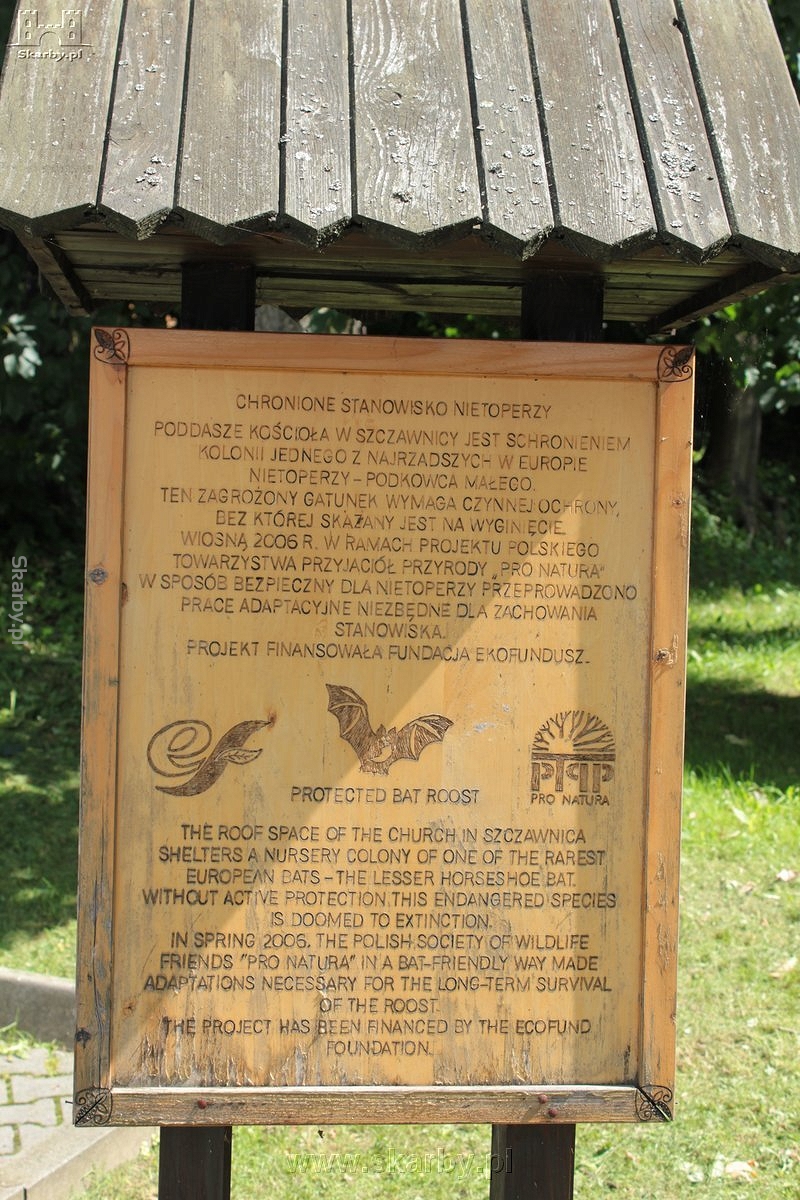 Skarby.pl
CHRONIONE STANOWISKO NIETOPERZY
PODDASZE KOŚCIOŁA W SZCZAWNICY JEST SCHRONIENIEM
KOLONII JEDNEGO Z NAJRZADSZYCH W EUROPIE
NIETOPERZY – PODKOWCA MAŁEGO.
TEN ZAGROŻONY GATUNEK WYMAGA CZYNNEJ OCHRONY,
BEZ KTÓREJ SKAZANY JEST NA WYGINIĘCIE.
WIOSNĄ 2006 R. W RAMACH PROJEKTU POLSKIEGO
TOWARZYSTWA PRZYJACIÓŁ PRZYRODY „PRO NATURA"
W SPOSÓB BEZPIECZNY DLA NIETOPERZY PRZEPROWADZONO
PRACE ADAPTACYJNE NIEZBĘDNE DLA ZACHOWANIA
STANOWISKA.
PROJEKT FINANSOWAŁA FUNDACJA EKOFUNDUSZ.
PTPP
PRO NATURA
PROTECTED BAT ROOST
THE ROOF SPACE OF THE CHURCH IN SZCZAWNICA
SHELTERS A NURSERY COLONY OF ONE OF THE RAREST
EUROPEAN BATS – THE LESSER HORSESHOE BAT.
WITHOUT ACTIVE PROTECTION THIS ENDANGERED SPECIES
IS DOOMED TO EXTINCTION.
IN SPRING 2006, THE POLISH SOCIETY OF WILDLIFE
FRIENDS "PRO NATURA" IN A BAT-FRIENDLY WAY MADE
ADAPTATIONS NECESSARY FOR THE LONG-TERM SURVIVAL
OF THE ROOST.
THE PROJECT HAS BEEN FINANCED BY THE ECOFUND
FOUNDATION.
Skarby.pl
www.skarby.pl